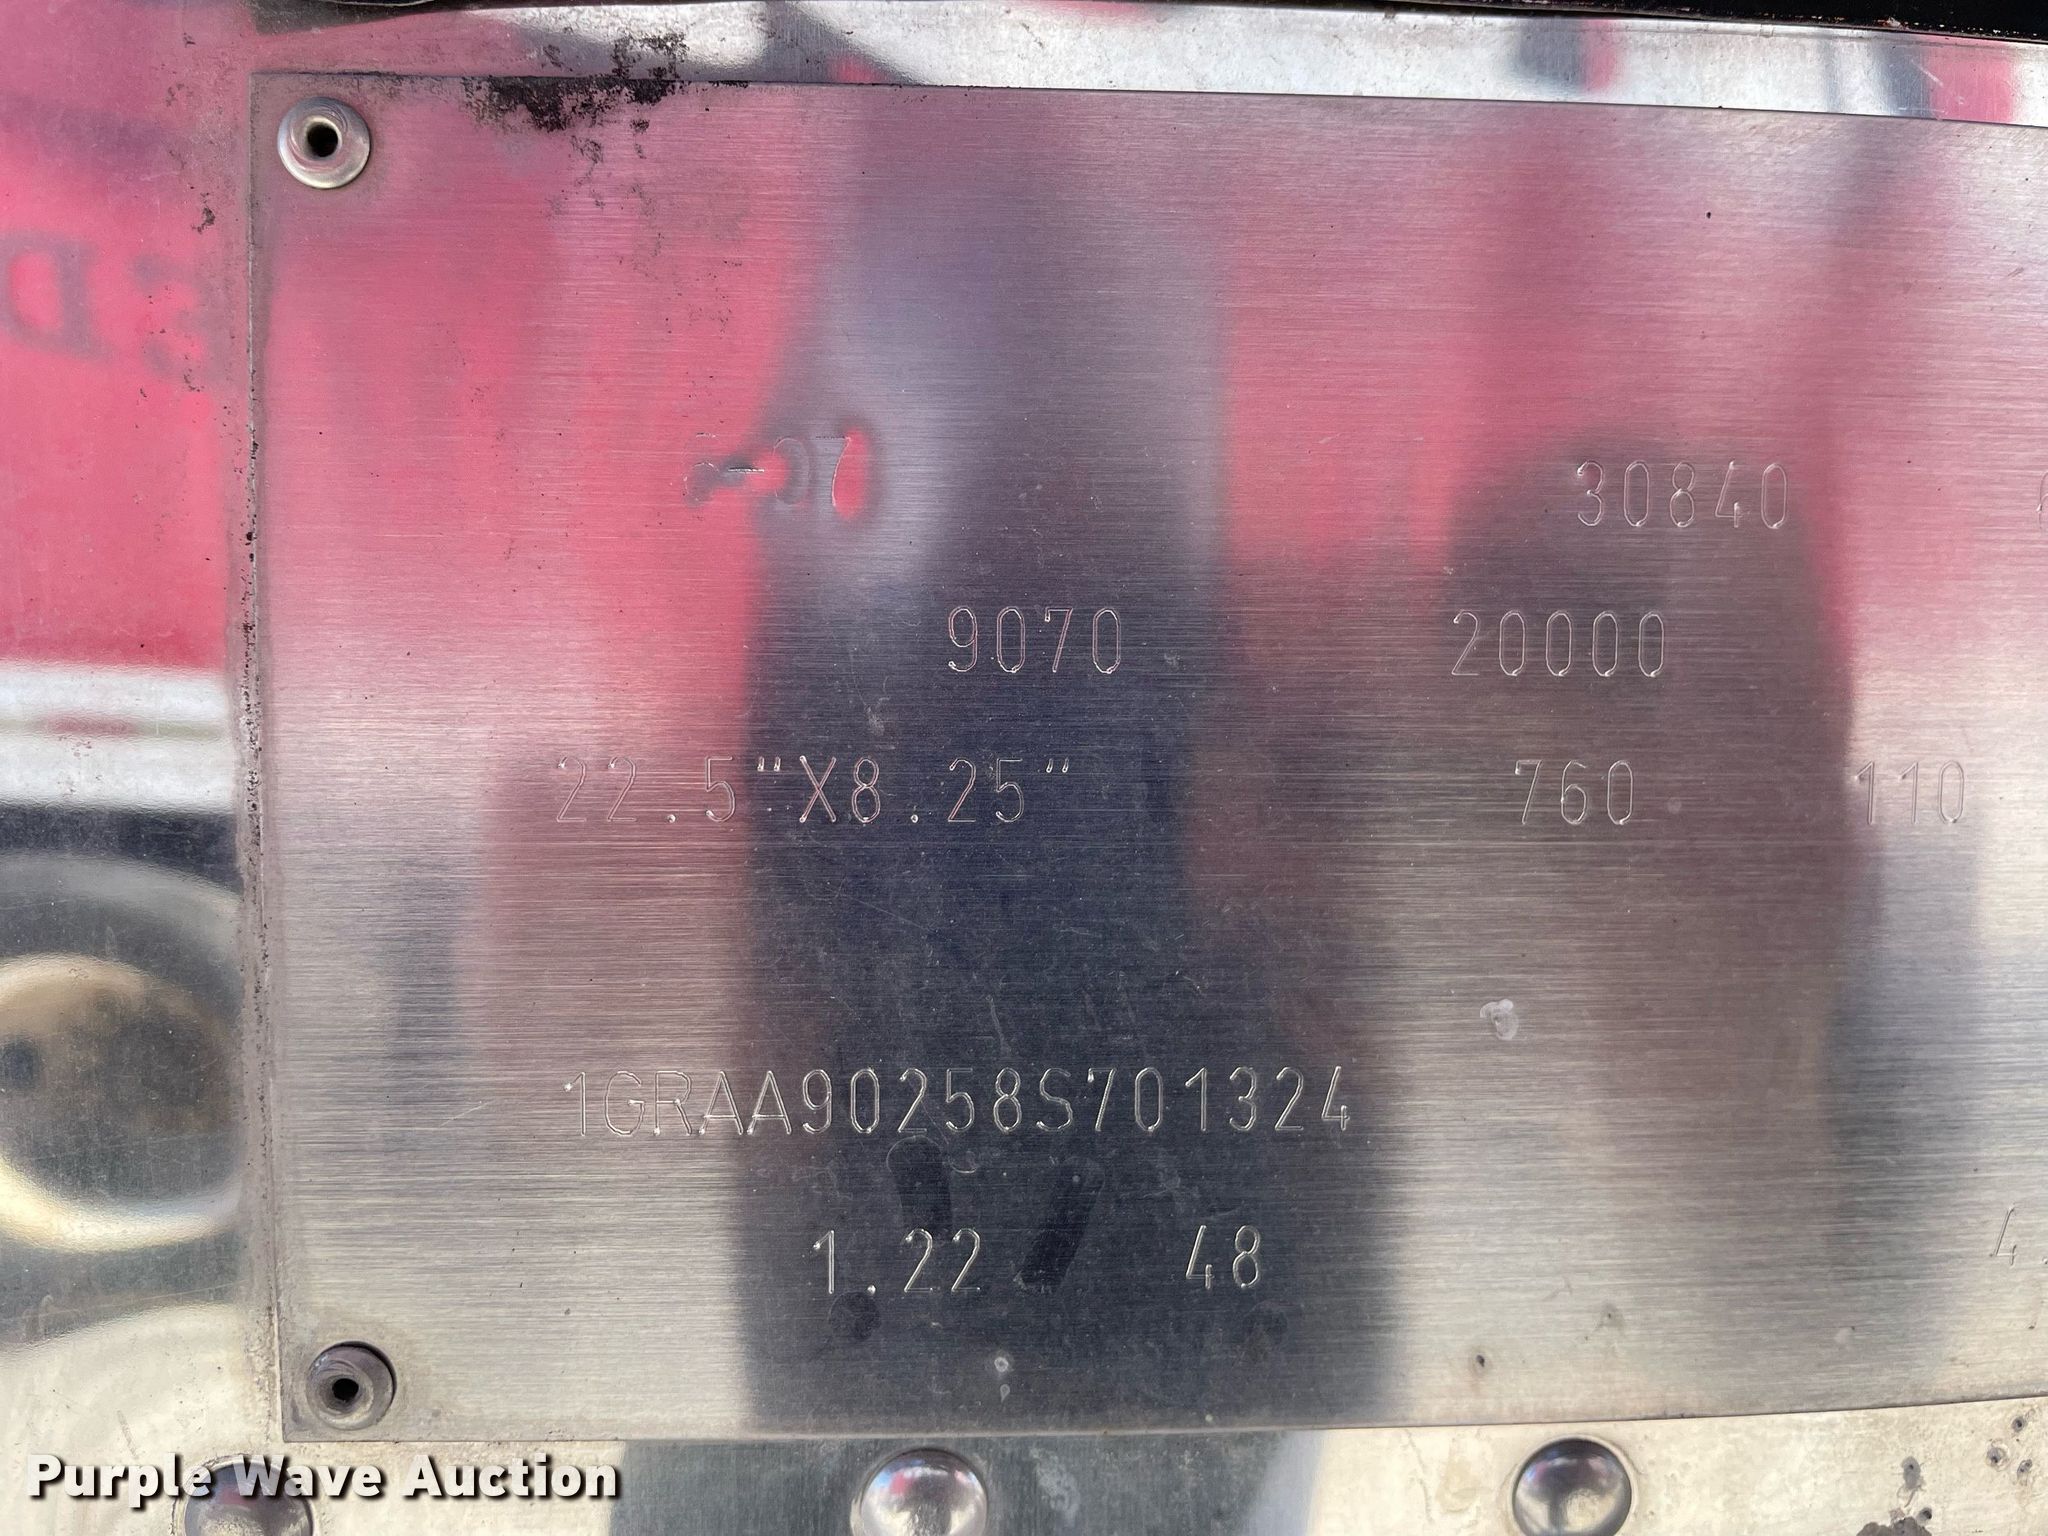 30840
9070 20000
22.5"X8.25" 760 110
1GRAA90258S701324
1.22 48
Purple Wave Auction